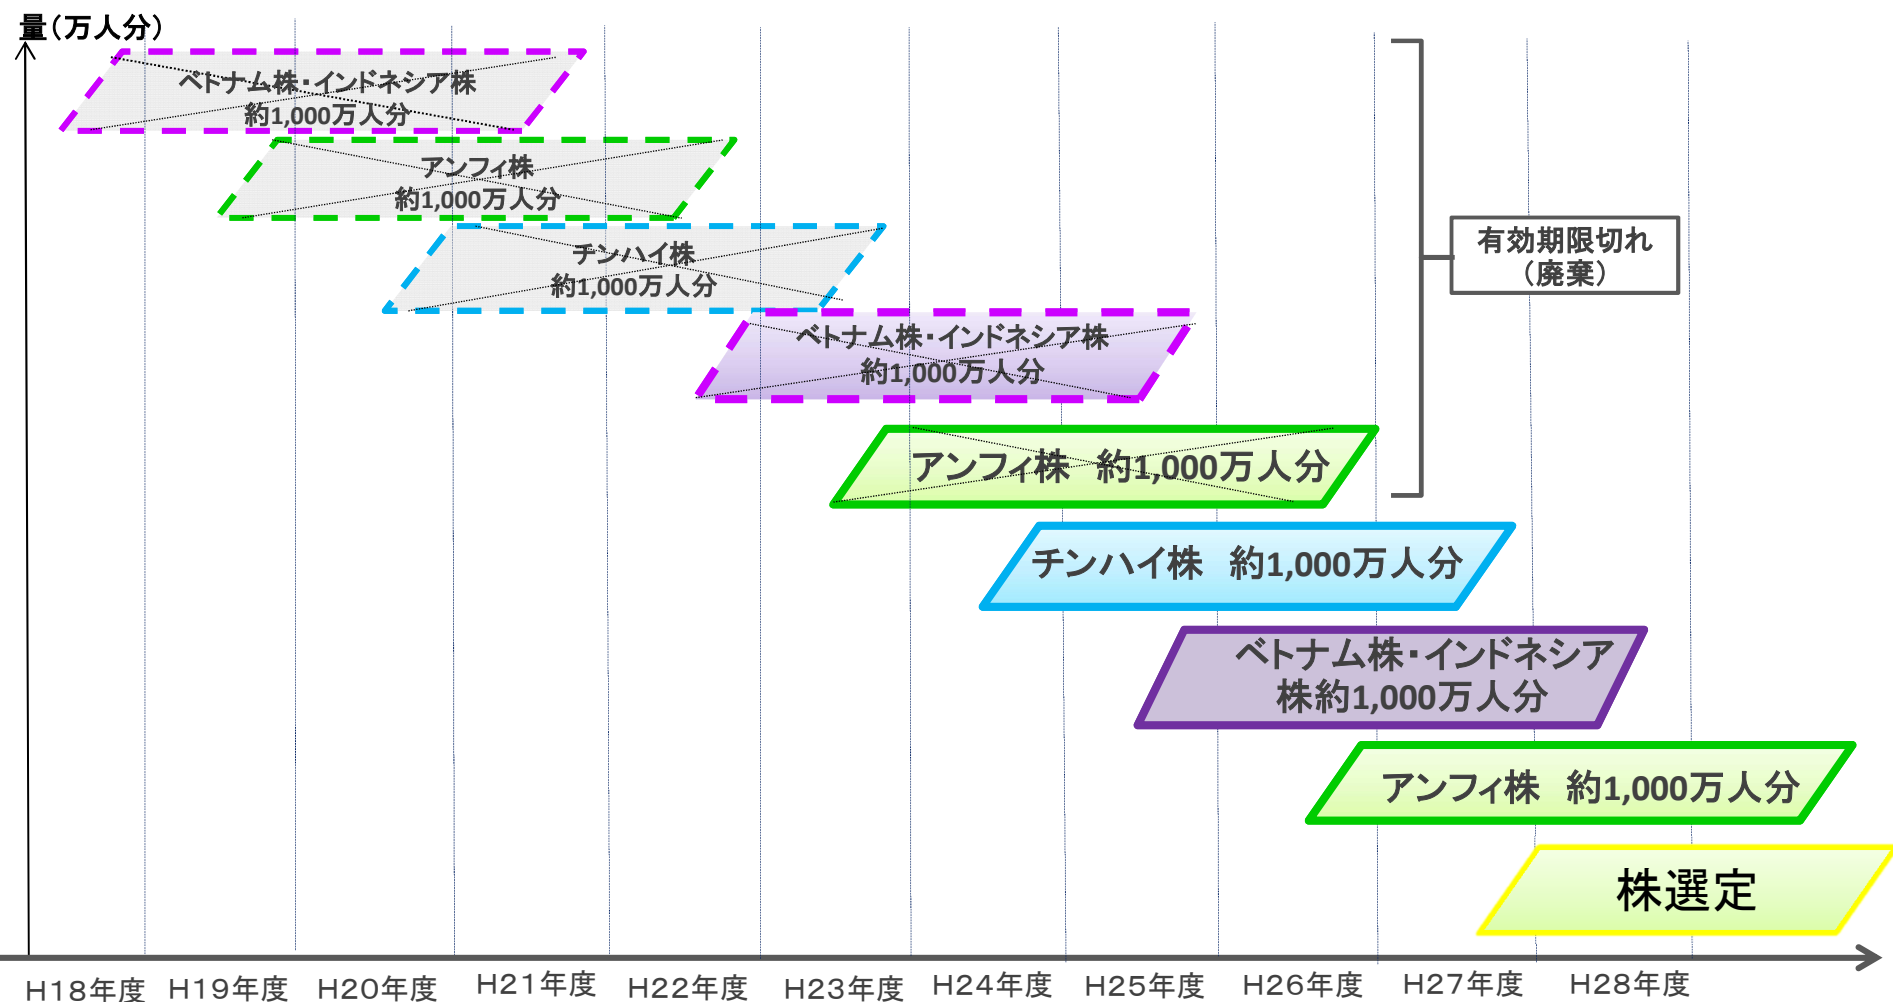 量(万人分)
ベトナム株・インドネシア株
約1,000万人分
アンフィ株
約1,000万人分
チンハイ株
約1,000万人分
有効期限切れ
(廃棄)
ベトナム株・インドネシア株
約1,000万人分
アンフィ株　約1,000万人分
チンハイ株　約1,000万人分
ベトナム株・インドネシア
株約1,000万人分
アンフィ株　約1,000万人分
株選定
H18年度 H19年度 H20年度 H21年度 H22年度 H23年度 H24年度 H25年度 H26年度 H27年度 H28年度